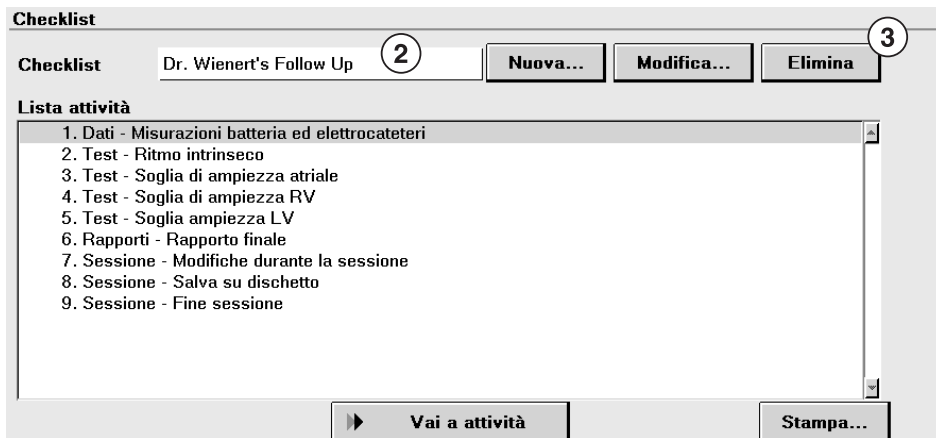 Checklist
3
Checklist Dr. Wienert's Follow Up 2 Nuova... Modifica... Elimina
Lista attività
1. Dati - Misurazioni batteria ed elettrocateteri
2. Test - Ritmo intrinseco
3. Test - Soglia di ampiezza atriale
4. Test - Soglia di ampiezza RV
5. Test - Soglia ampiezza LV
6. Rapporti - Rapporto finale
7. Sessione - Modifiche durante la sessione
8. Sessione - Salva su dischetto
9. Sessione - Fine sessione
Vai a attività Stampa...